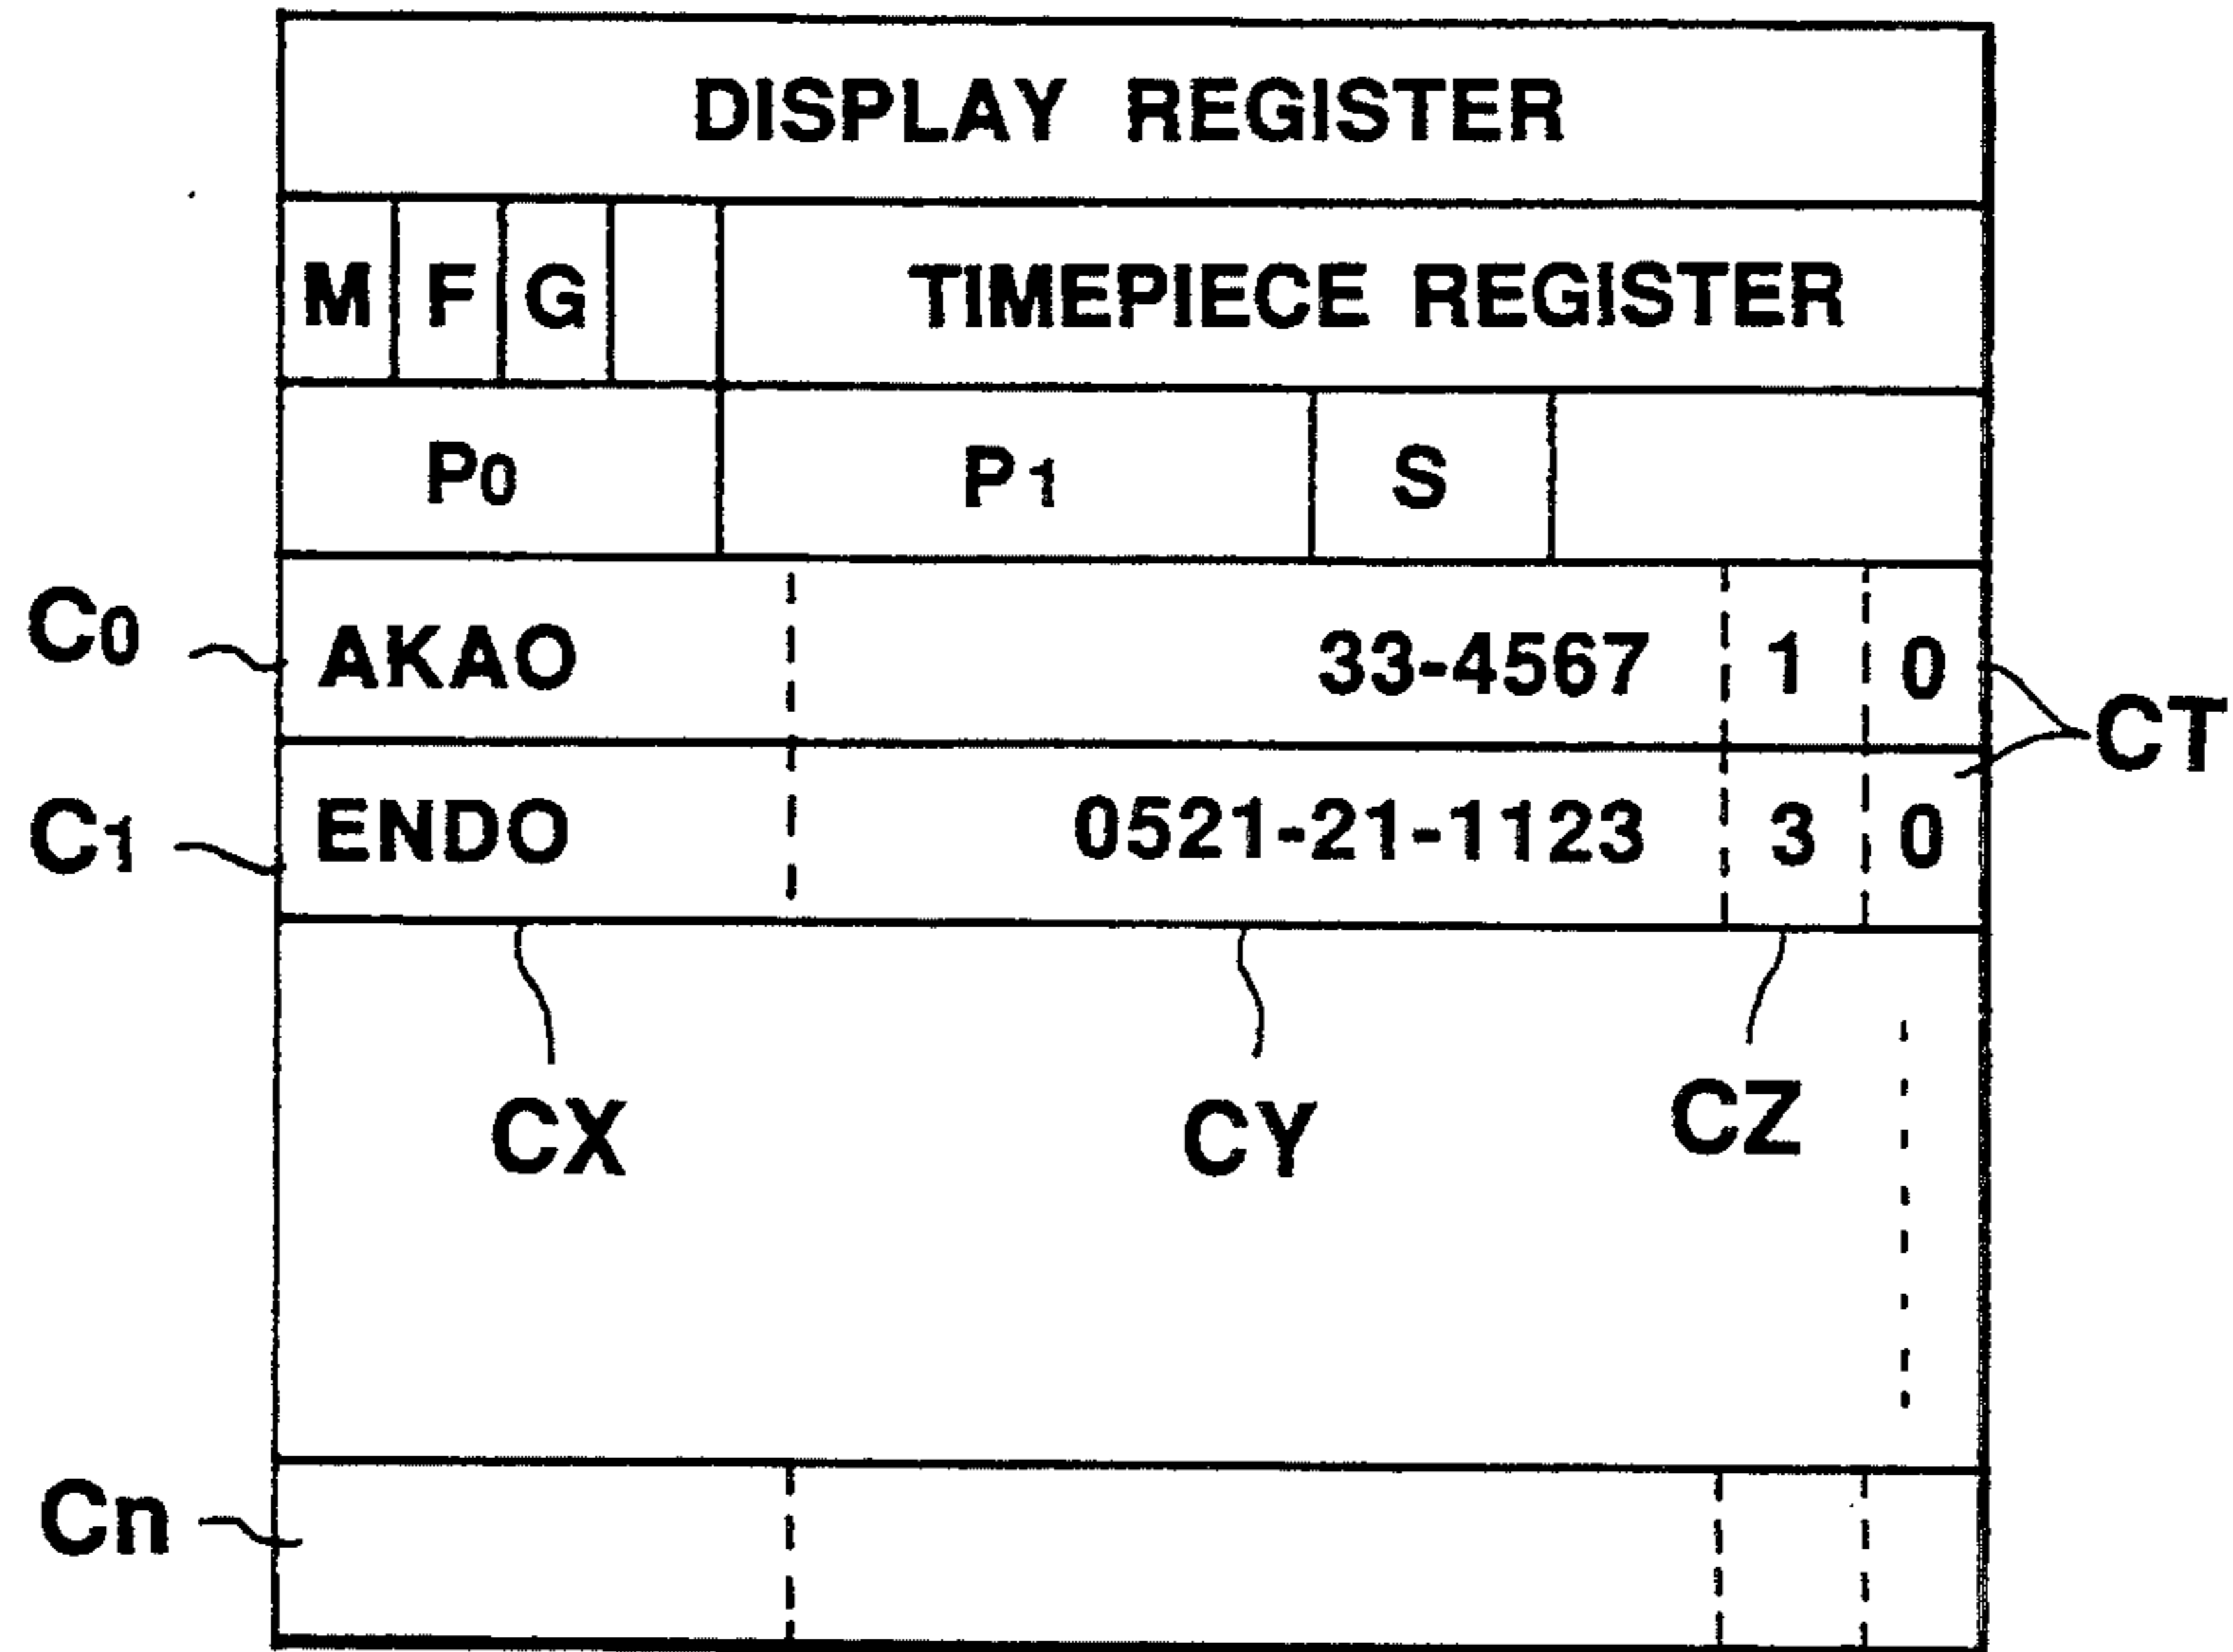 DISPLAY REGISTER
M F G TIMEPIECE REGISTER
P0 P1 S
C0 AKAO 33-4567 1 0
CT
C1 ENDO 0521-21-1123 3 0
CX CY CZ
Cn